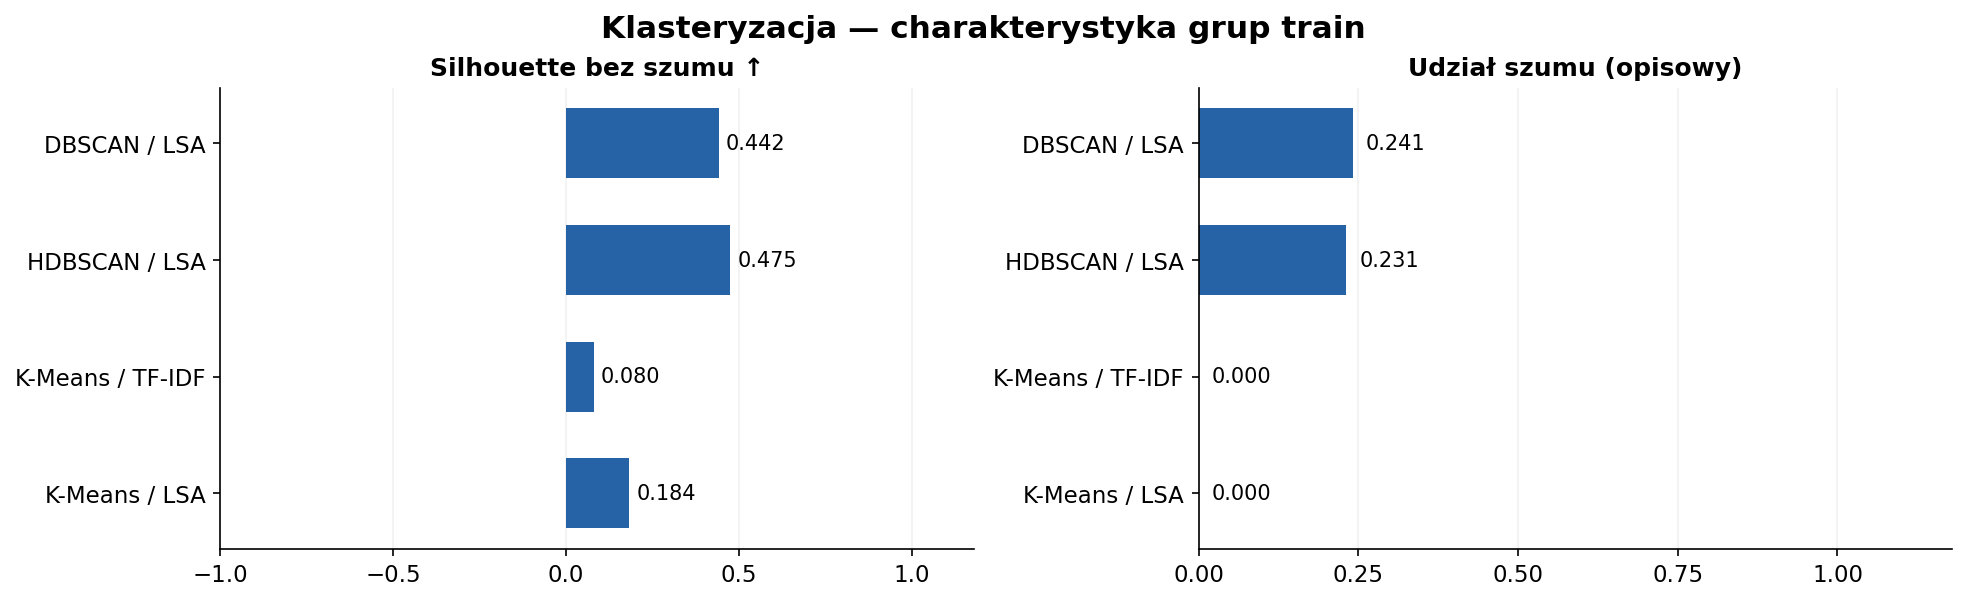 Klasteryzacja — charakterystyka grup train
Silhouette bez szumu ↑
DBSCAN / LSA
0.442
HDBSCAN / LSA
0.475
K-Means / TF-IDF
0.080
K-Means / LSA
0.184
−1.0
−0.5
0.0
0.5
1.0
Udział szumu (opisowy)
DBSCAN / LSA
0.241
HDBSCAN / LSA
0.231
K-Means / TF-IDF
0.000
K-Means / LSA
0.000
0.00
0.25
0.50
0.75
1.00